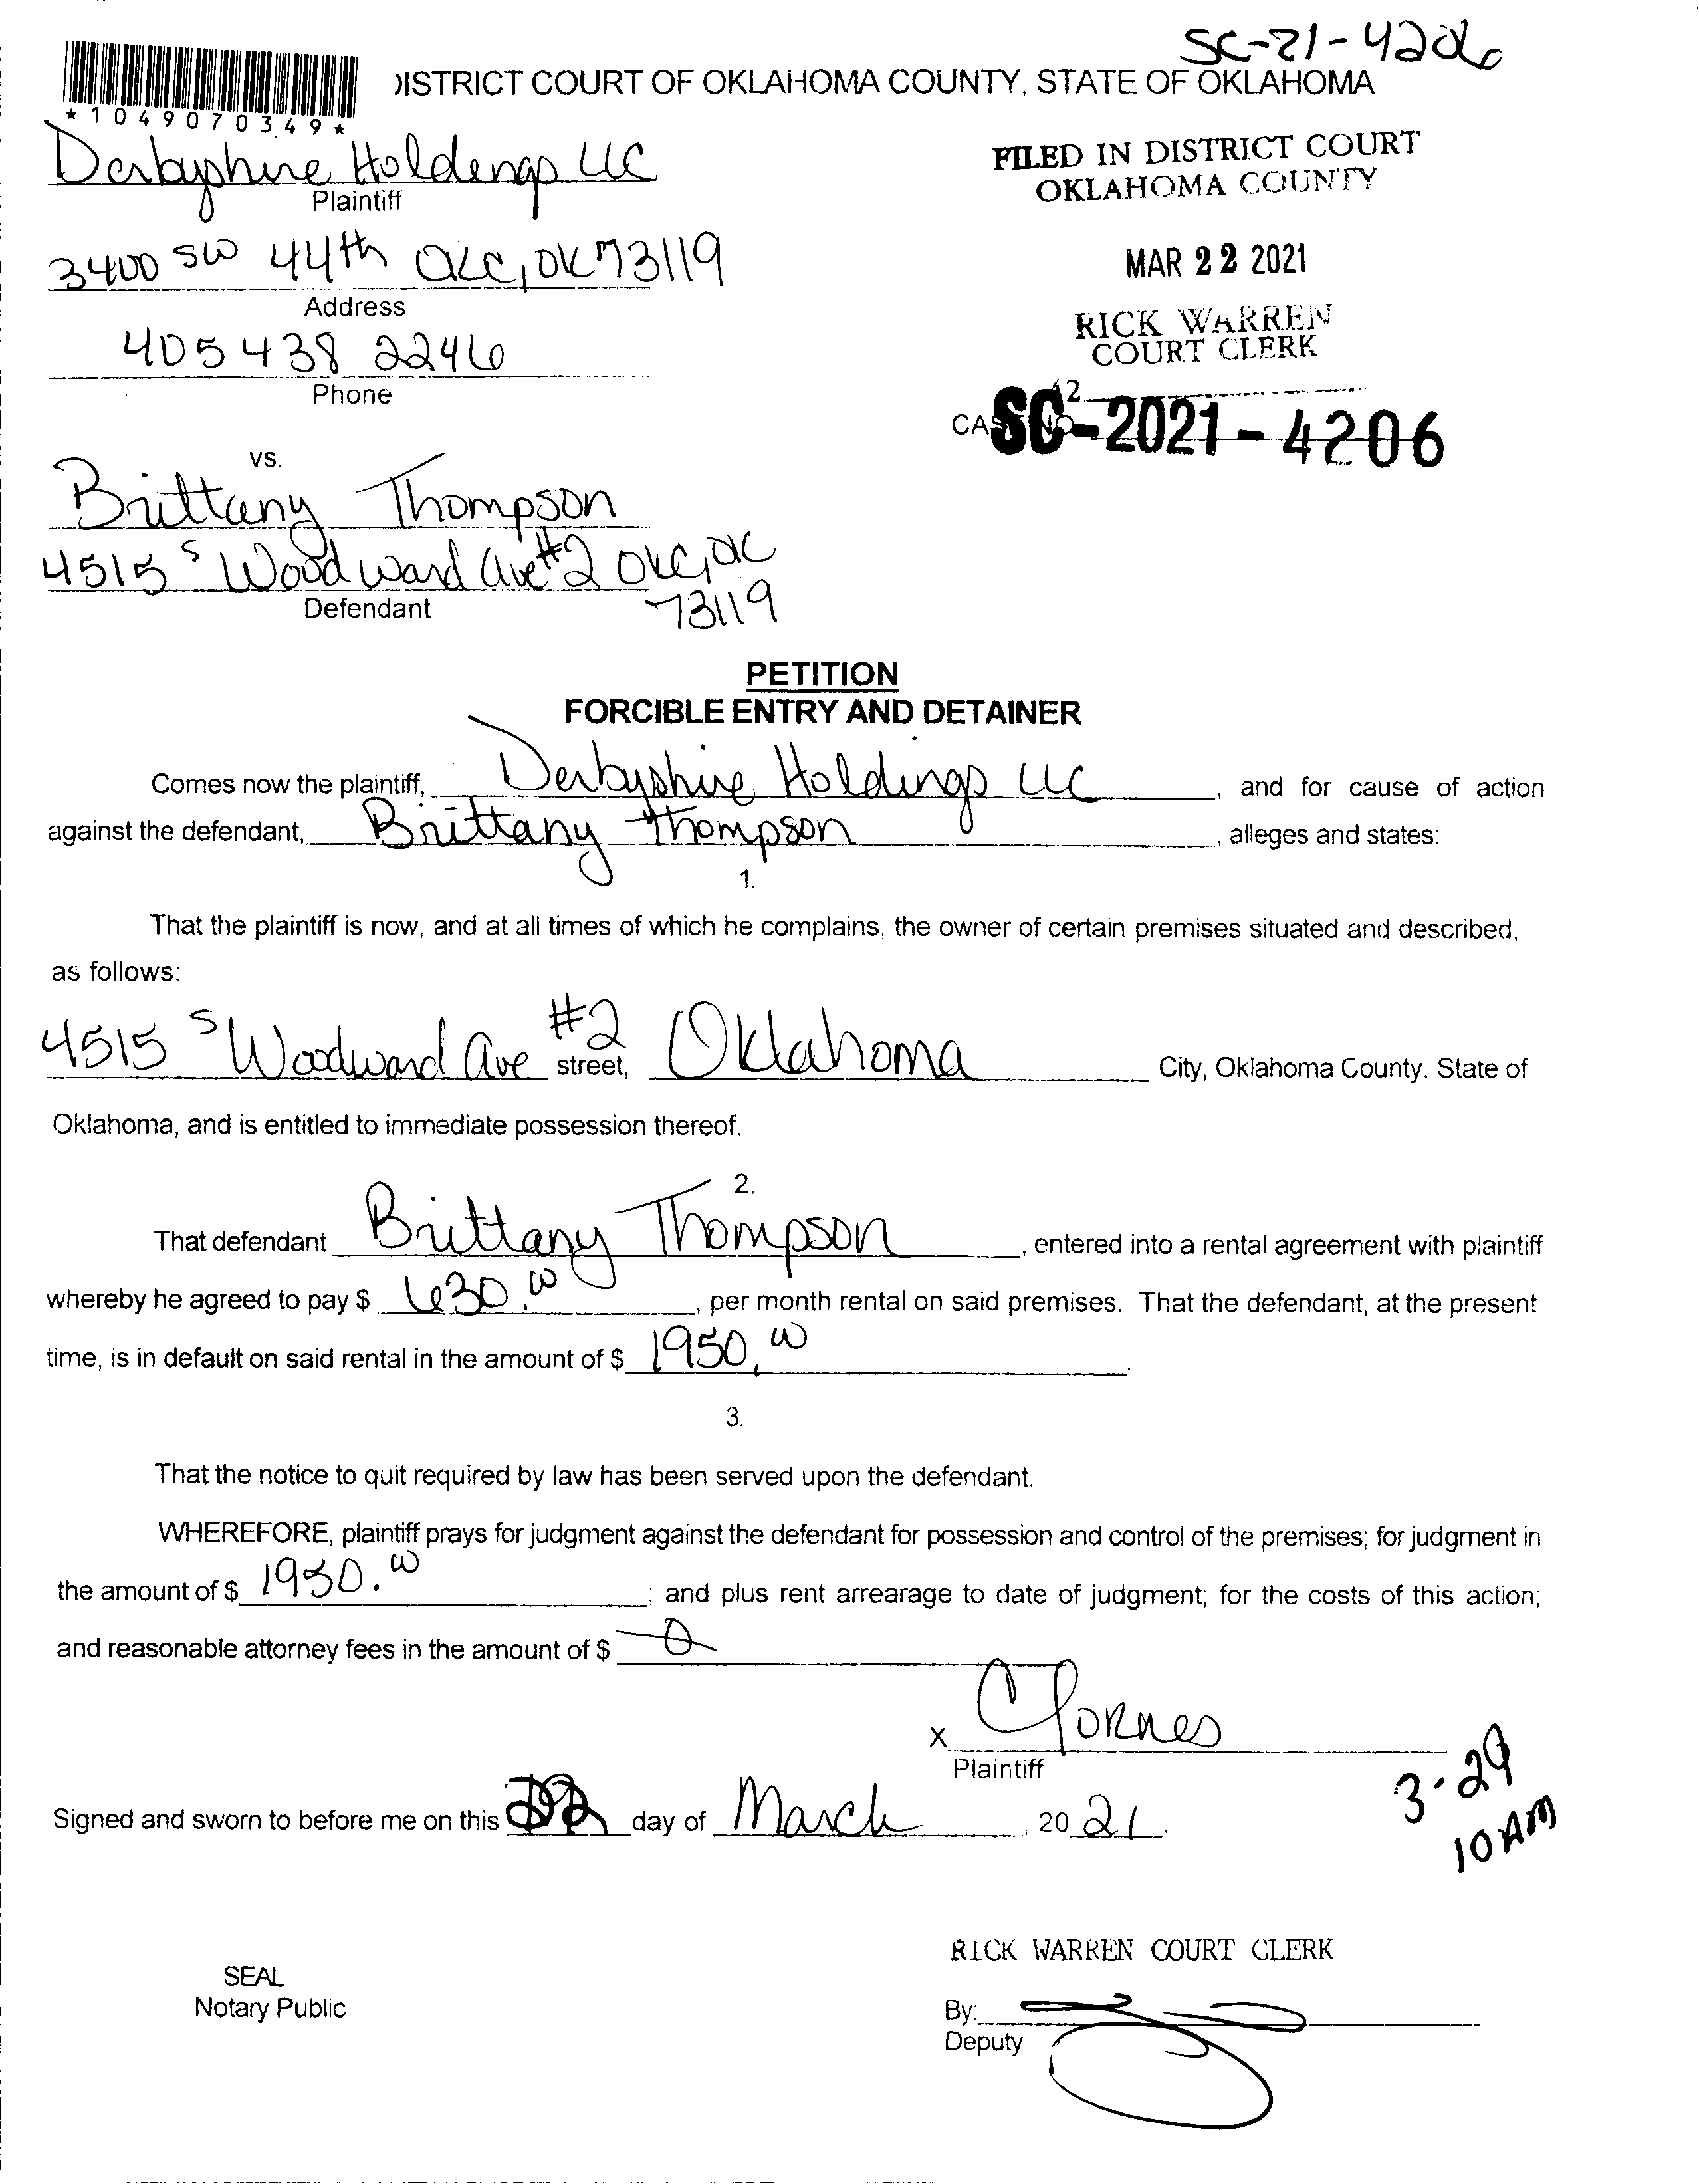 SC-21-4206
*1049070349*
DISTRICT COURT OF OKLAHOMA COUNTY, STATE OF OKLAHOMA
Derbyshire Holdings LLC
Plaintiff
FILED IN DISTRICT COURT
OKLAHOMA COUNTY
3400 SW 44th OKC, OK 73119
Address
MAR 22 2021
405 438 2246
Phone
RICK WARREN
COURT CLERK
42
CASE NO.
SC-2021-4206
vs.
Brittany Thompson
4515 S Woodward Ave #2 OKC, OK
73119
Defendant
PETITION
FORCIBLE ENTRY AND DETAINER
Comes now the plaintiff, Derbyshire Holdings LLC, and for cause of action
against the defendant, Brittany Thompson, alleges and states:
1.
That the plaintiff is now, and at all times of which he complains, the owner of certain premises situated and described,
as follows:
4515 S Woodward Ave #2 street, Oklahoma City, Oklahoma County, State of
Oklahoma, and is entitled to immediate possession thereof.
2.
That defendant Brittany Thompson, entered into a rental agreement with plaintiff
whereby he agreed to pay $ 630.00, per month rental on said premises. That the defendant, at the present
time, is in default on said rental in the amount of $ 1950.00.
3.
That the notice to quit required by law has been served upon the defendant.
WHEREFORE, plaintiff prays for judgment against the defendant for possession and control of the premises; for judgment in
the amount of $ 1950.00; and plus rent arrearage to date of judgment; for the costs of this action;
and reasonable attorney fees in the amount of $ 0
x CFornes
Plaintiff
Signed and sworn to before me on this 22 day of March, 2021.
3-29
10AM
RICK WARREN COURT CLERK
SEAL
Notary Public
By:
Deputy